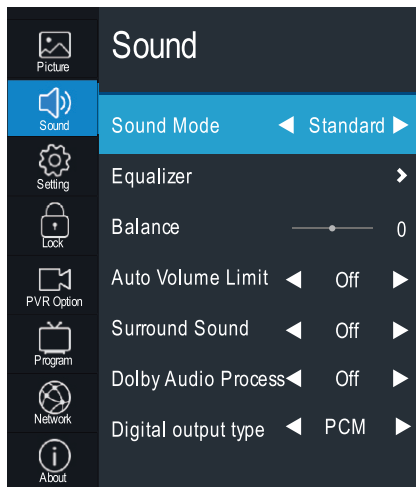 Picture
Sound
Setting
Lock
PVR Option
Program
Network
About
Sound
Sound Mode Standard
Equalizer
Balance 0
Auto Volume Limit Off
Surround Sound Off
Dolby Audio Process Off
Digital output type PCM